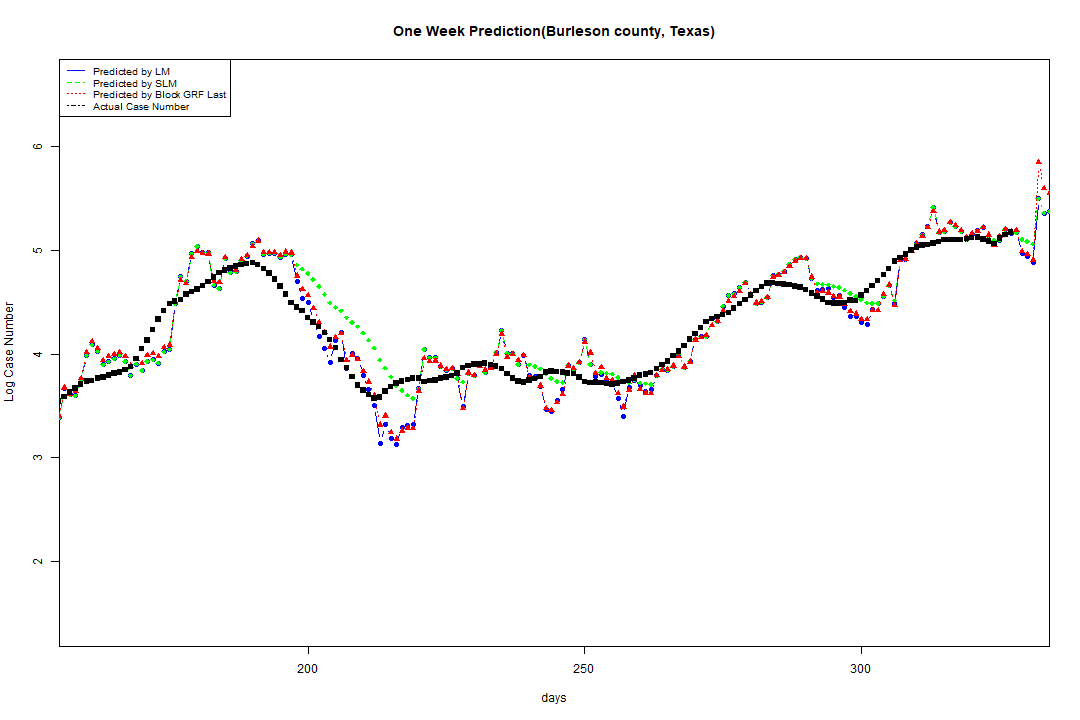 One Week Prediction(Burleson county, Texas)
Predicted by LM
Predicted by SLM
Predicted by Block GRF Last
Actual Case Number
6
5
4
3
2
Log Case Number
200
250
300
days